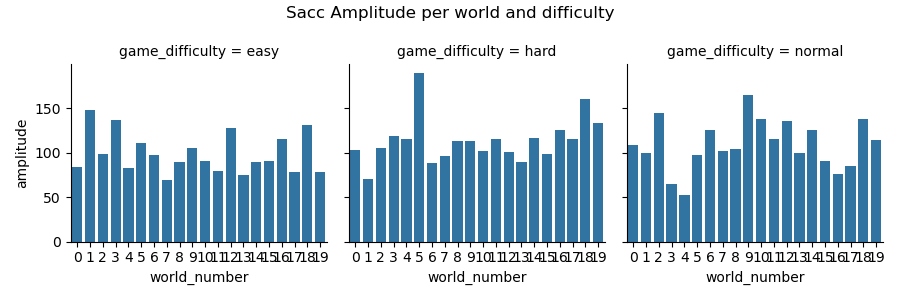 Sacc Amplitude per world and difficulty
game_difficulty = easy
game_difficulty = hard
game_difficulty = normal
amplitude
150
100
50
0
0 1 2 3 4 5 6 7 8 9 10 11 12 13 14 15 16 17 18 19
0 1 2 3 4 5 6 7 8 9 10 11 12 13 14 15 16 17 18 19
0 1 2 3 4 5 6 7 8 9 10 11 12 13 14 15 16 17 18 19
world_number
world_number
world_number